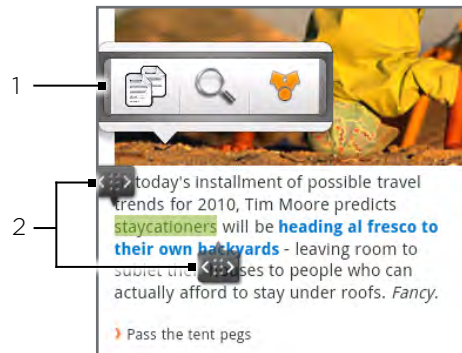 1
2
today's installment of possible travel
trends for 2010, Tim Moore predicts
staycationers will be heading al fresco to
their own backyards - leaving room to
sublet their houses to people who can
actually afford to stay under roofs. Fancy.
Pass the tent pegs